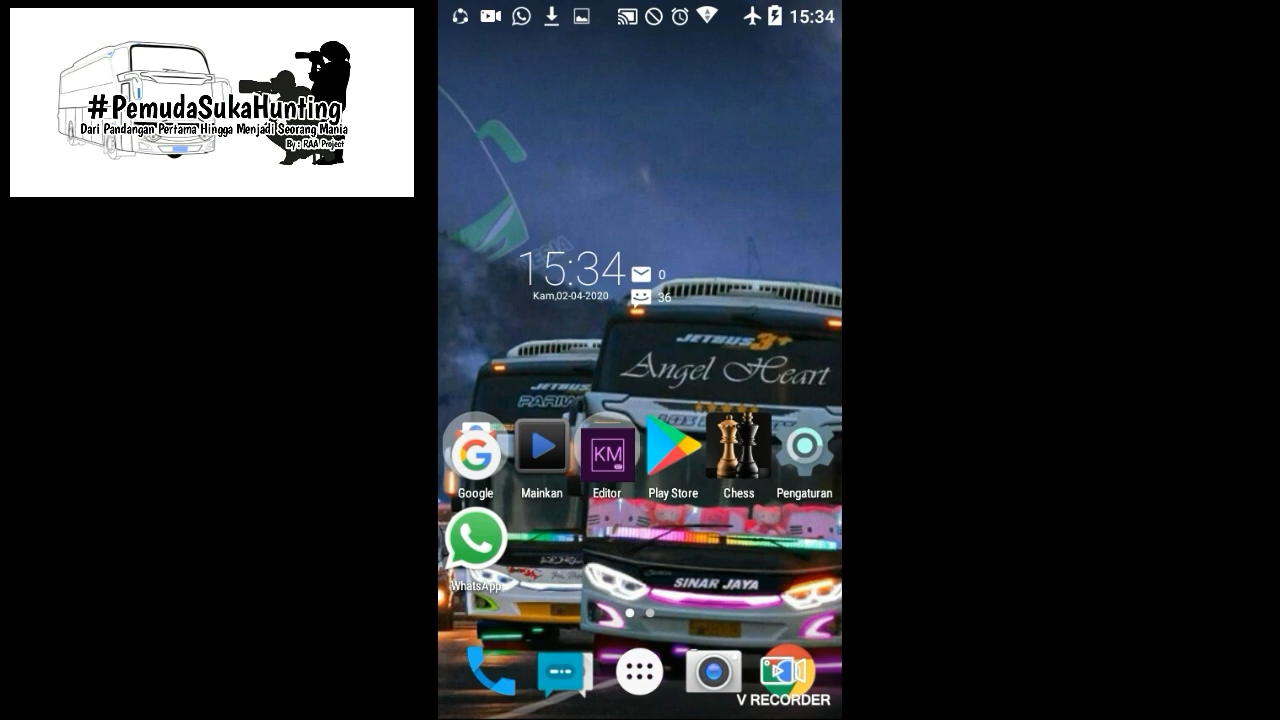 #PemudaSukaHunting
Dari Pandangan Pertama Hingga Menjadi Seorang Mania
By : RAA Project
15:34
15:34
0
Kam,02-04-2020
36
JETBUS 3+
Angel Heart
JETBUS
KM
Google
Mainkan
Editor
Play Store
Chess
Pengaturan
WhatsApp
SINAR JAYA
V RECORDER